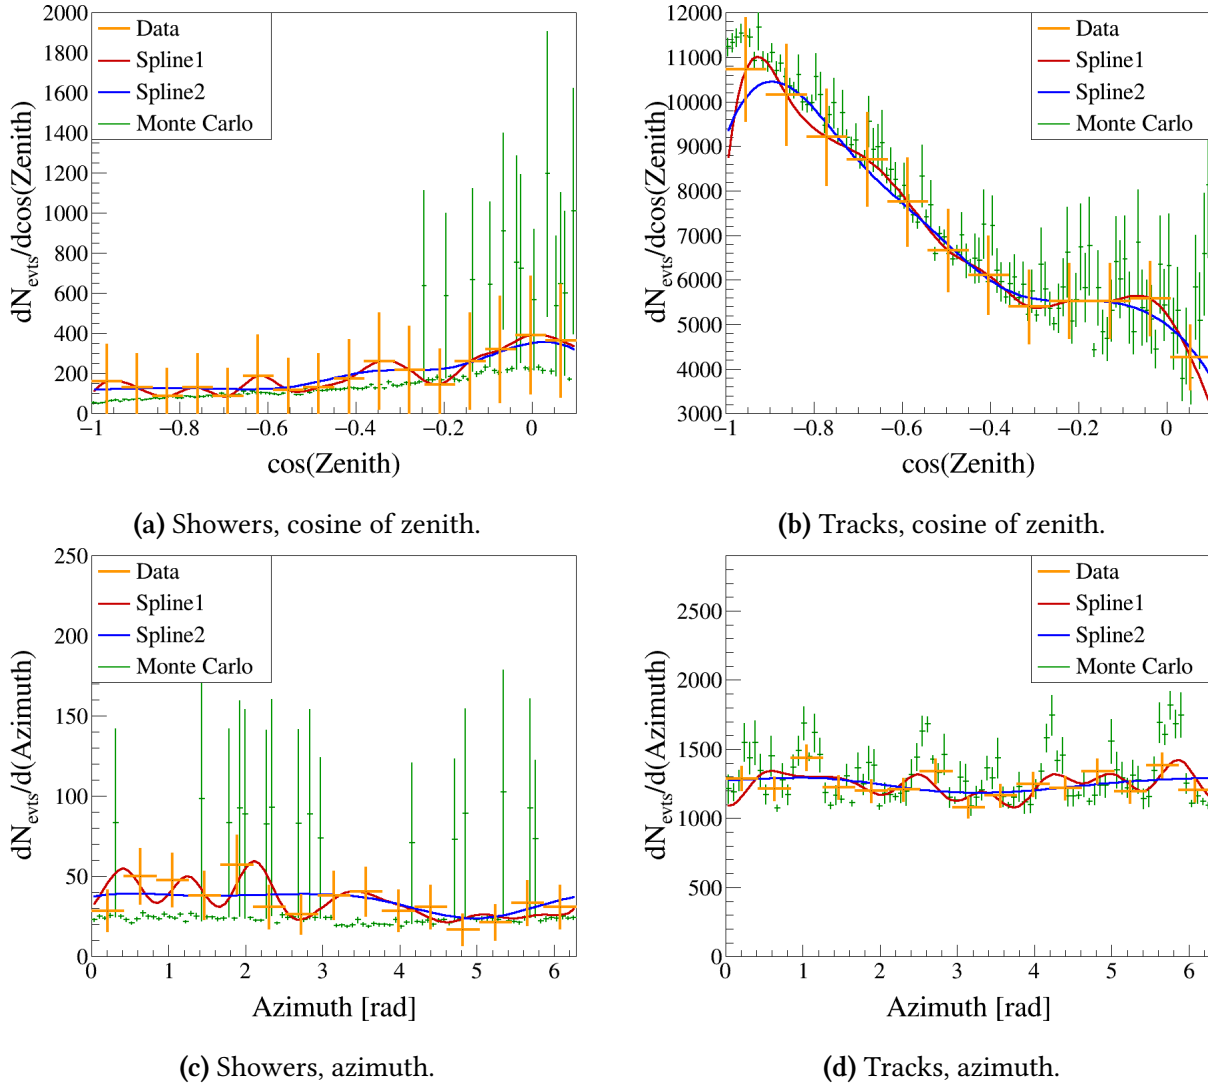 2000
1800
1600
1400
1200
1000
800
600
400
200
0
dN_evts/dcos(Zenith)
Data
Spline1
Spline2
Monte Carlo
−1 −0.8 −0.6 −0.4 −0.2 0
cos(Zenith)
(a) Showers, cosine of zenith.
12000
11000
10000
9000
8000
7000
6000
5000
4000
3000
dN_evts/dcos(Zenith)
Data
Spline1
Spline2
Monte Carlo
−1 −0.8 −0.6 −0.4 −0.2 0
cos(Zenith)
(b) Tracks, cosine of zenith.
250
200
150
100
50
0
dN_evts/d(Azimuth)
Data
Spline1
Spline2
Monte Carlo
0 1 2 3 4 5 6
Azimuth [rad]
(c) Showers, azimuth.
2500
2000
1500
1000
500
0
dN_evts/d(Azimuth)
Data
Spline1
Spline2
Monte Carlo
0 1 2 3 4 5 6
Azimuth [rad]
(d) Tracks, azimuth.